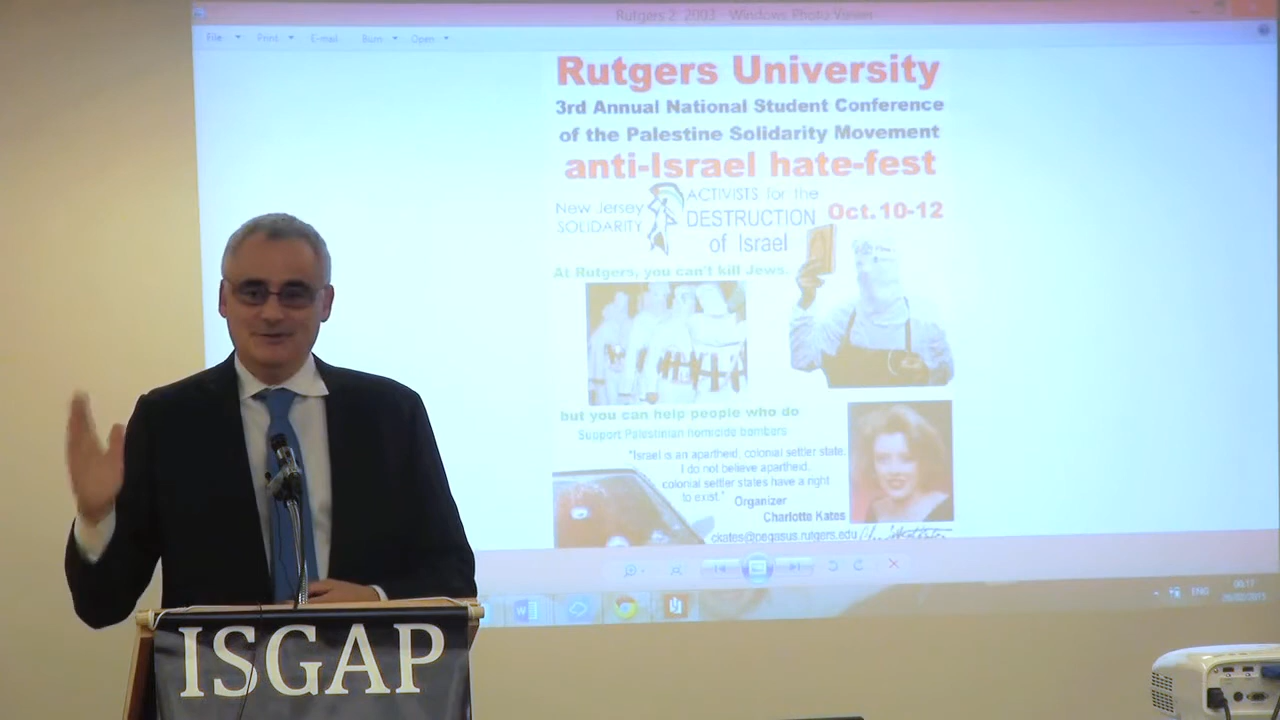 Rutgers 2, 2003 - Windows Photo Viewer
File Print E-mail Burn Open
Rutgers University
3rd Annual National Student Conference
of the Palestine Solidarity Movement
anti-Israel hate-fest
New Jersey
SOLIDARITY
ACTIVISTS for the
DESTRUCTION
of Israel
Oct. 10-12
At Rutgers, you can't kill Jews,
but you can help people who do
Support Palestinian homicide bombers
"Israel is an apartheid, colonial settler state.
I do not believe apartheid,
colonial settler states have a right
to exist."
Organizer
Charlotte Kates
ckates@pegasus.rutgers.edu
ENG
ISGAP